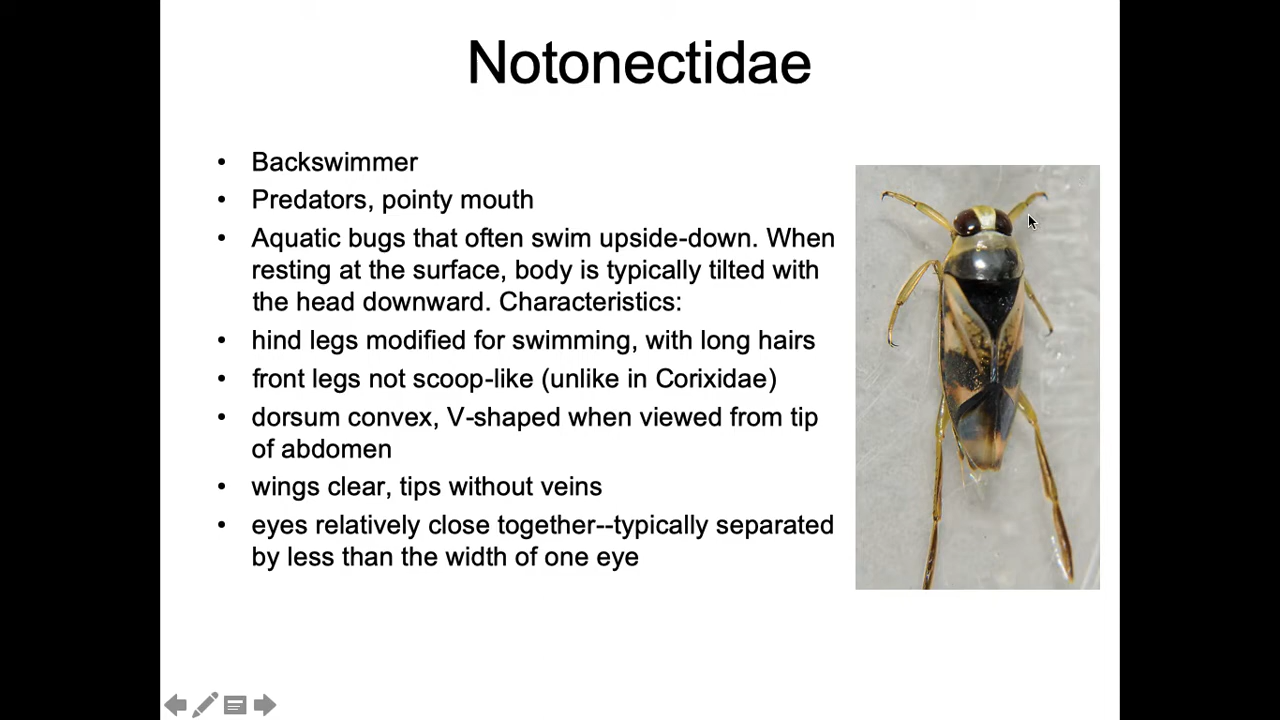 Notonectidae
• Backswimmer
• Predators, pointy mouth
• Aquatic bugs that often swim upside-down. When
resting at the surface, body is typically tilted with
the head downward. Characteristics:
• hind legs modified for swimming, with long hairs
• front legs not scoop-like (unlike in Corixidae)
• dorsum convex, V-shaped when viewed from tip
of abdomen
• wings clear, tips without veins
• eyes relatively close together--typically separated
by less than the width of one eye